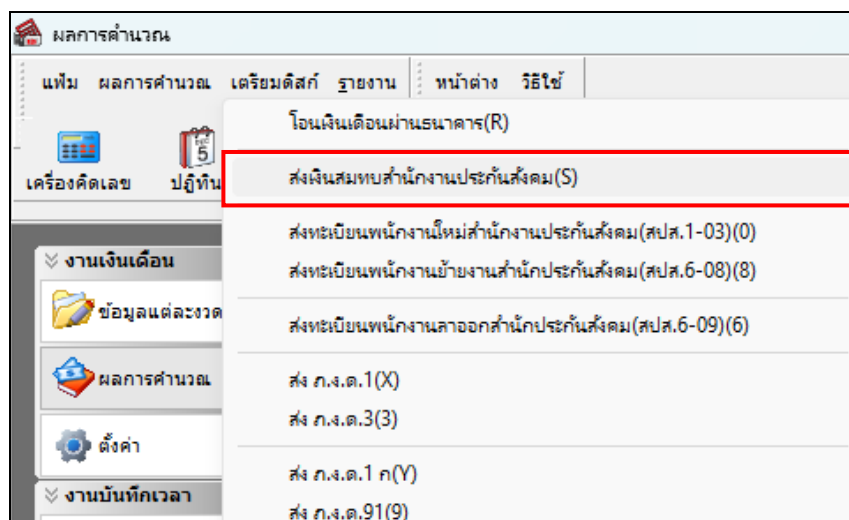 ผลการคำนวณ
แฟ้ม ผลการคำนวณ เตรียมดิสก์ รายงาน หน้าต่าง วิธีใช้
เครื่องคิดเลข
5
ปฏิทิน
งานเงินเดือน
ข้อมูลแต่ละงวด
ผลการคำนวณ
ตั้งค่า
งานบันทึกเวลา
โอนเงินเดือนผ่านธนาคาร(R)
ส่งเงินสมทบสำนักงานประกันสังคม(S)
ส่งทะเบียนพนักงานใหม่สำนักงานประกันสังคม(สปส.1-03)(0)
ส่งทะเบียนพนักงานย้ายงานสำนักประกันสังคม(สปส.6-08)(8)
ส่งทะเบียนพนักงานลาออกสำนักประกันสังคม(สปส.6-09)(6)
ส่ง ภ.ง.ด.1(X)
ส่ง ภ.ง.ด.3(3)
ส่ง ภ.ง.ด.1 ก(Y)
ส่ง ภ.ง.ด.91(9)